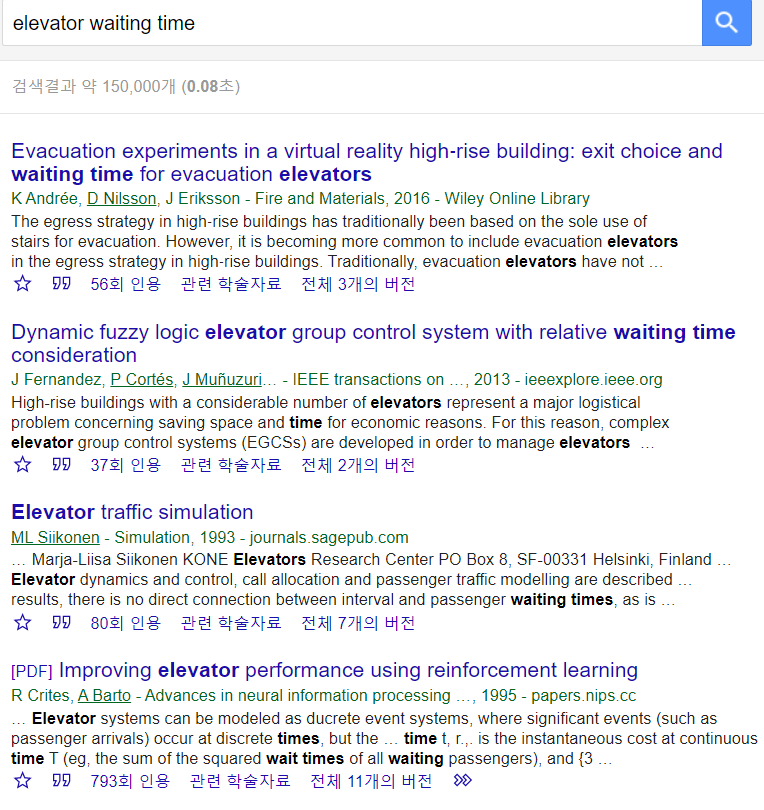 elevator waiting time
검색결과 약 150,000개 (0.08초)
Evacuation experiments in a virtual reality high-rise building: exit choice and
waiting time for evacuation elevators
K Andrée, D Nilsson, J Eriksson - Fire and Materials, 2016 - Wiley Online Library
The egress strategy in high-rise buildings has traditionally been based on the sole use of
stairs for evacuation. However, it is becoming more common to include evacuation elevators
in the egress strategy in high-rise buildings. Traditionally, evacuation elevators have not …
56회 인용 관련 학술자료 전체 3개의 버전
Dynamic fuzzy logic elevator group control system with relative waiting time
consideration
J Fernandez, P Cortés, J Muñuzuri… - IEEE transactions on …, 2013 - ieeexplore.ieee.org
High-rise buildings with a considerable number of elevators represent a major logistical
problem concerning saving space and time for economic reasons. For this reason, complex
elevator group control systems (EGCSs) are developed in order to manage elevators …
37회 인용 관련 학술자료 전체 2개의 버전
Elevator traffic simulation
ML Siikonen - Simulation, 1993 - journals.sagepub.com
… Marja-Liisa Siikonen KONE Elevators Research Center PO Box 8, SF-00331 Helsinki, Finland …
Elevator dynamics and control, call allocation and passenger traffic modelling are described …
results, there is no direct connection between interval and passenger waiting times, as is …
80회 인용 관련 학술자료 전체 7개의 버전
[PDF] Improving elevator performance using reinforcement learning
R Crites, A Barto - Advances in neural information processing …, 1995 - papers.nips.cc
… Elevator systems can be modeled as ducrete event systems, where significant events (such as
passenger arrivals) occur at discrete times, but the … time t, r,. is the instantaneous cost at continuous
time T (eg, the sum of the squared wait times of all waiting passengers), and {3 …
793회 인용 관련 학술자료 전체 11개의 버전